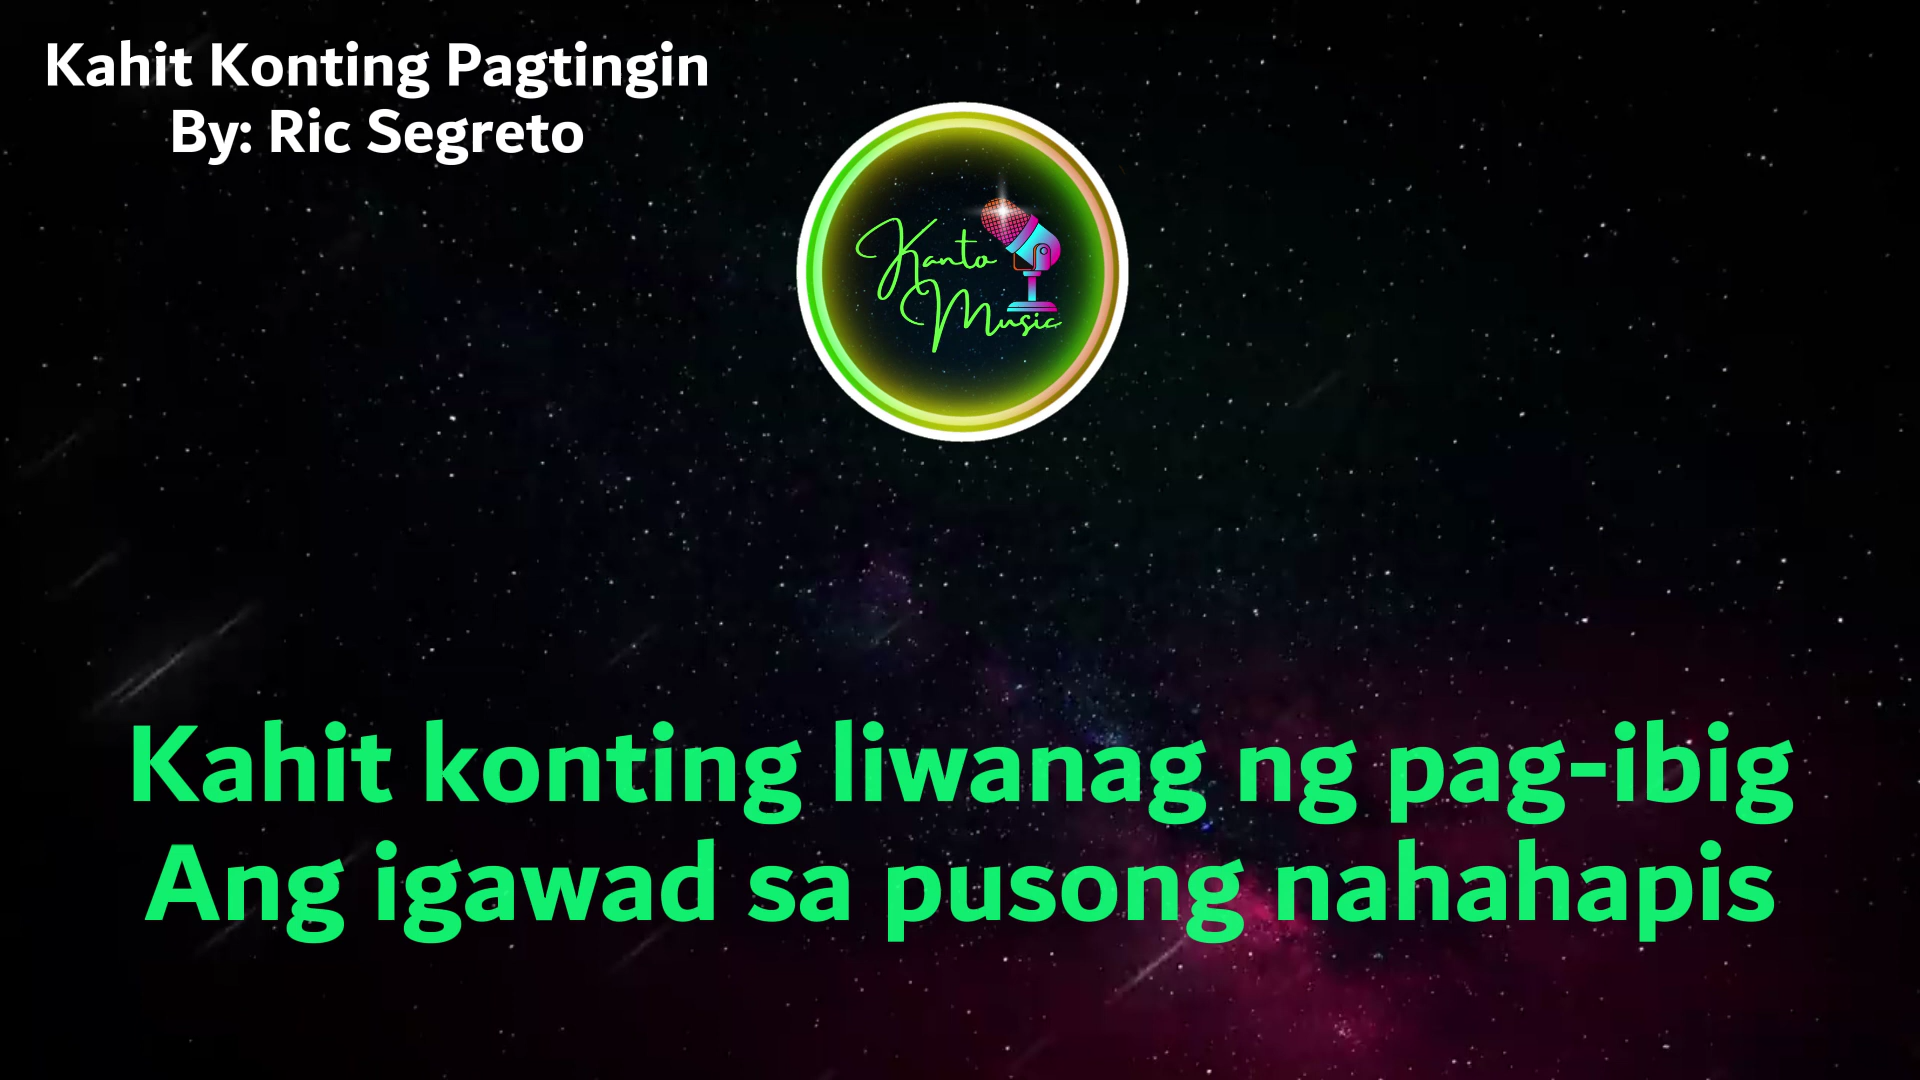 Kahit Konting Pagtingin
By: Ric Segreto
Kanto
Music
Kahit konting liwanag ng pag-ibig
Ang igawad sa pusong nahahapis